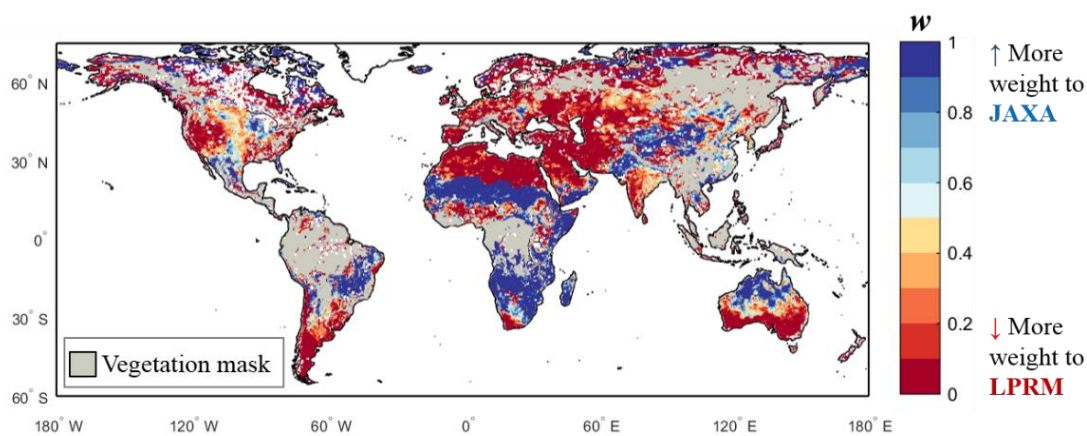 w
60° N
30° N
0°
30° S
60° S
180° W
120° W
60° W
0°
60° E
120° E
180° E
Vegetation mask
1
0.8
0.6
0.4
0.2
0
↑ More
weight to
JAXA
↓ More
weight to
LPRM